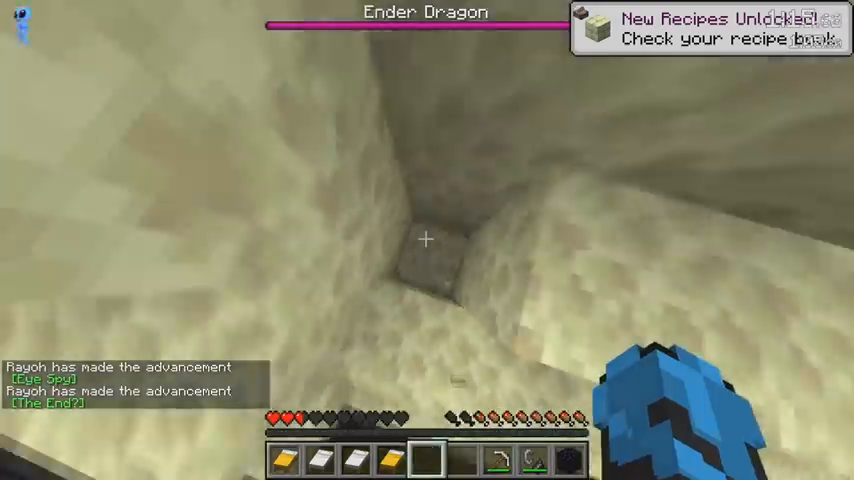 Ender Dragon
New Recipes Unlocked!
Check your recipe book
Rayoh has made the advancement
[Eye Spy]
Rayoh has made the advancement
[The End?]